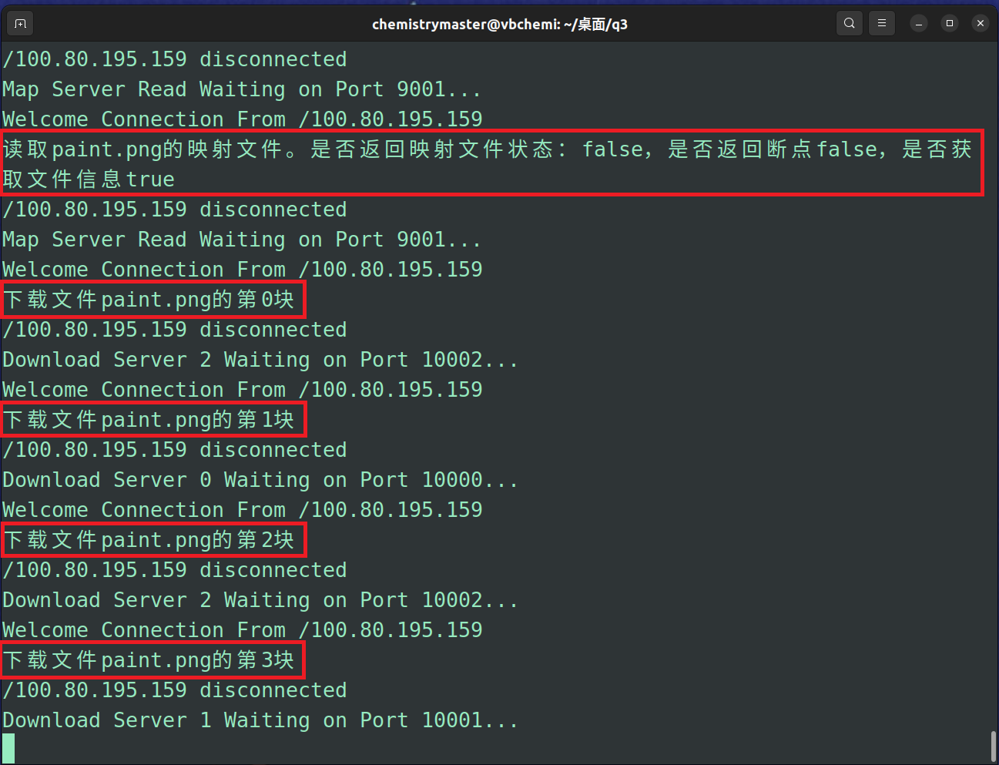 chemistrymaster@vbchemi: ~/桌面/q3
/100.80.195.159 disconnected
Map Server Read Waiting on Port 9001...
Welcome Connection From /100.80.195.159
读取paint.png的映射文件。是否返回映射文件状态：false，是否返回断点false，是否获
取文件信息true
/100.80.195.159 disconnected
Map Server Read Waiting on Port 9001...
Welcome Connection From /100.80.195.159
下载文件paint.png的第0块
/100.80.195.159 disconnected
Download Server 2 Waiting on Port 10002...
Welcome Connection From /100.80.195.159
下载文件paint.png的第1块
/100.80.195.159 disconnected
Download Server 0 Waiting on Port 10000...
Welcome Connection From /100.80.195.159
下载文件paint.png的第2块
/100.80.195.159 disconnected
Download Server 2 Waiting on Port 10002...
Welcome Connection From /100.80.195.159
下载文件paint.png的第3块
/100.80.195.159 disconnected
Download Server 1 Waiting on Port 10001...